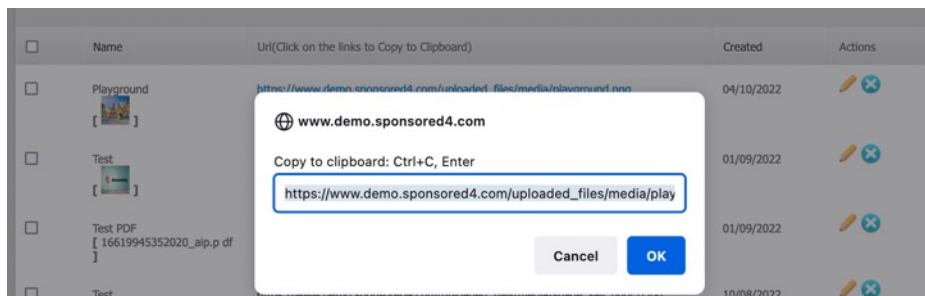 Name Url(Click on the links to Copy to Clipboard) Created Actions
Playground https://www.demo.sponsored4.com/uploaded_files/media/playground.png 04/10/2022
[ ]
www.demo.sponsored4.com
Test 01/09/2022
Copy to clipboard: Ctrl+C, Enter
[ ]
https://www.demo.sponsored4.com/uploaded_files/media/play
Test PDF 01/09/2022
[ 16619945352020_aip.p df
]
Cancel OK
Test 10/08/2022